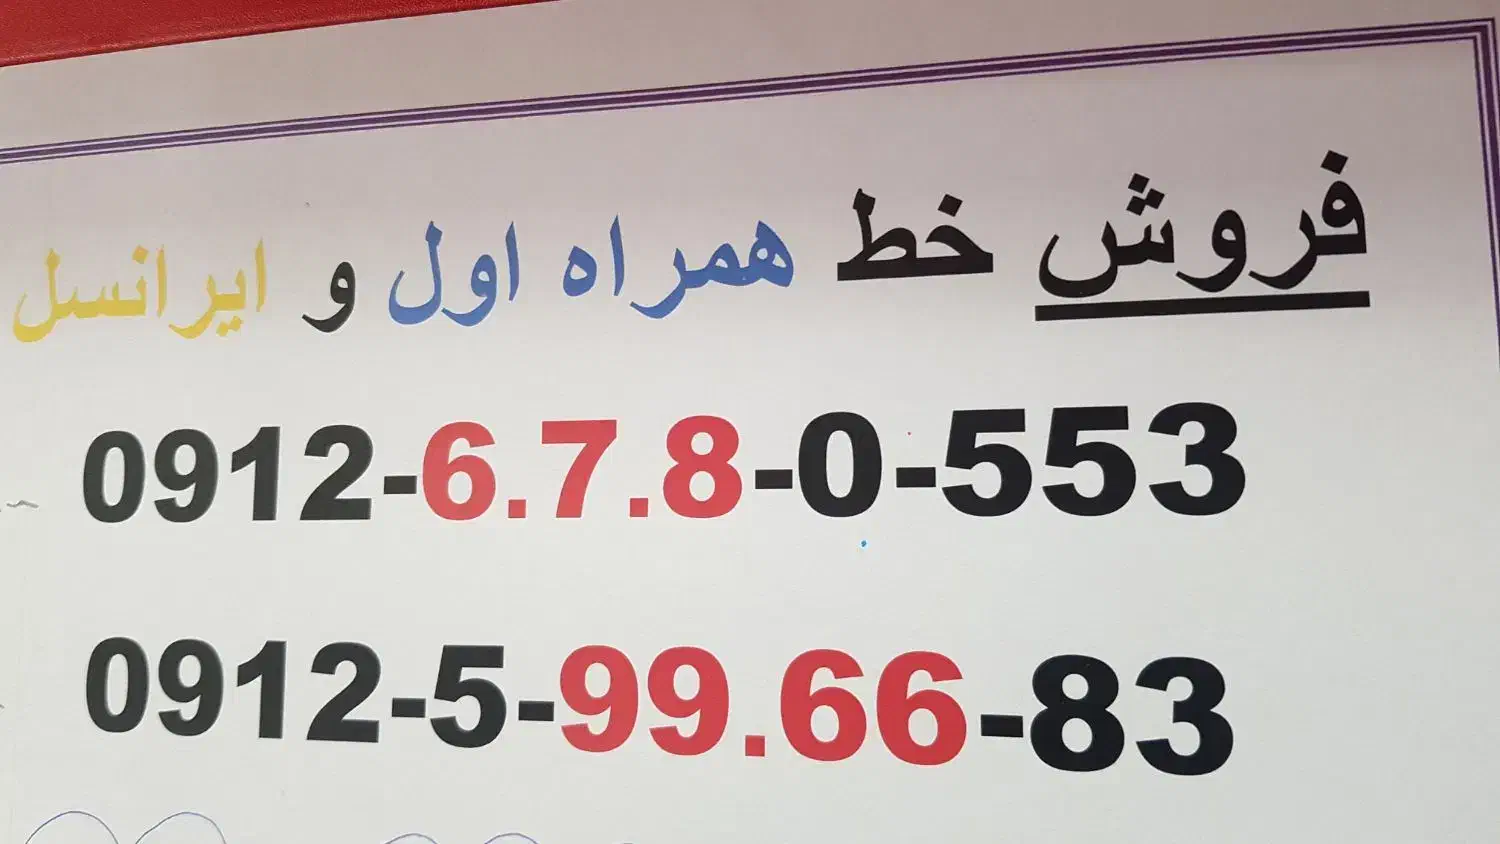 فروش خط همراه اول و ایرانسل
0912-6.7.8-0-553
0912-5-99.66-83